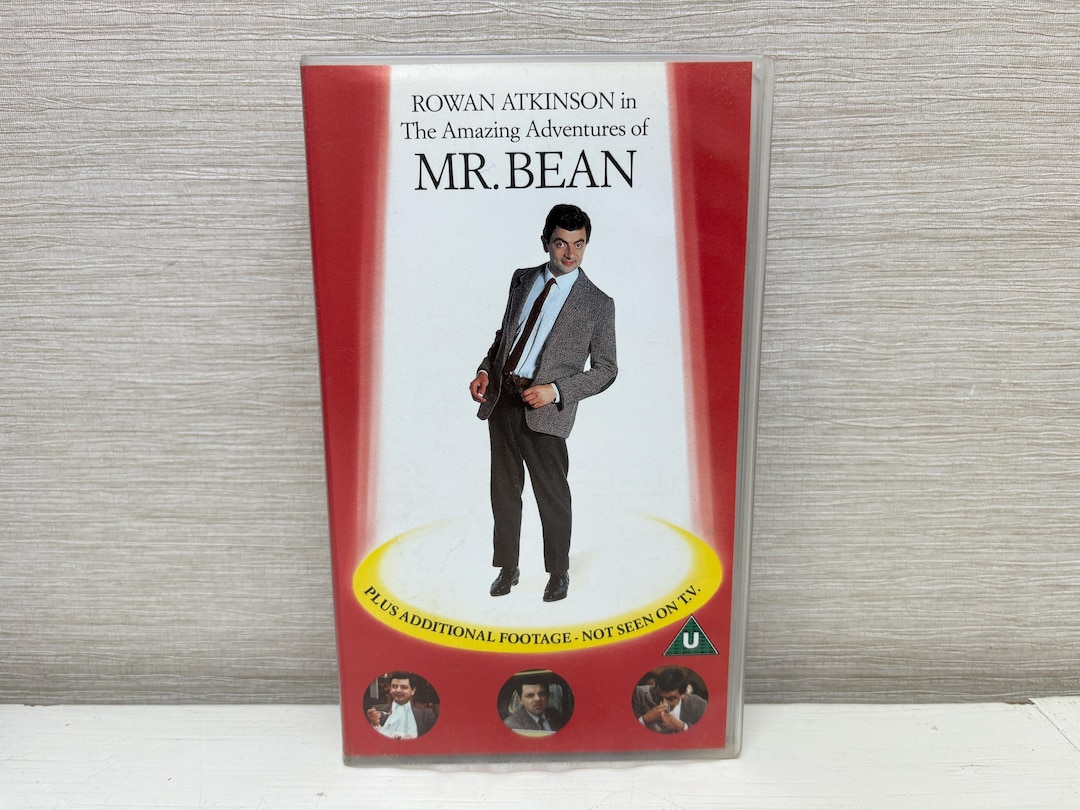 ROWAN ATKINSON in
The Amazing Adventures of
MR. BEAN
PLUS ADDITIONAL FOOTAGE - NOT SEEN ON T.V.
U